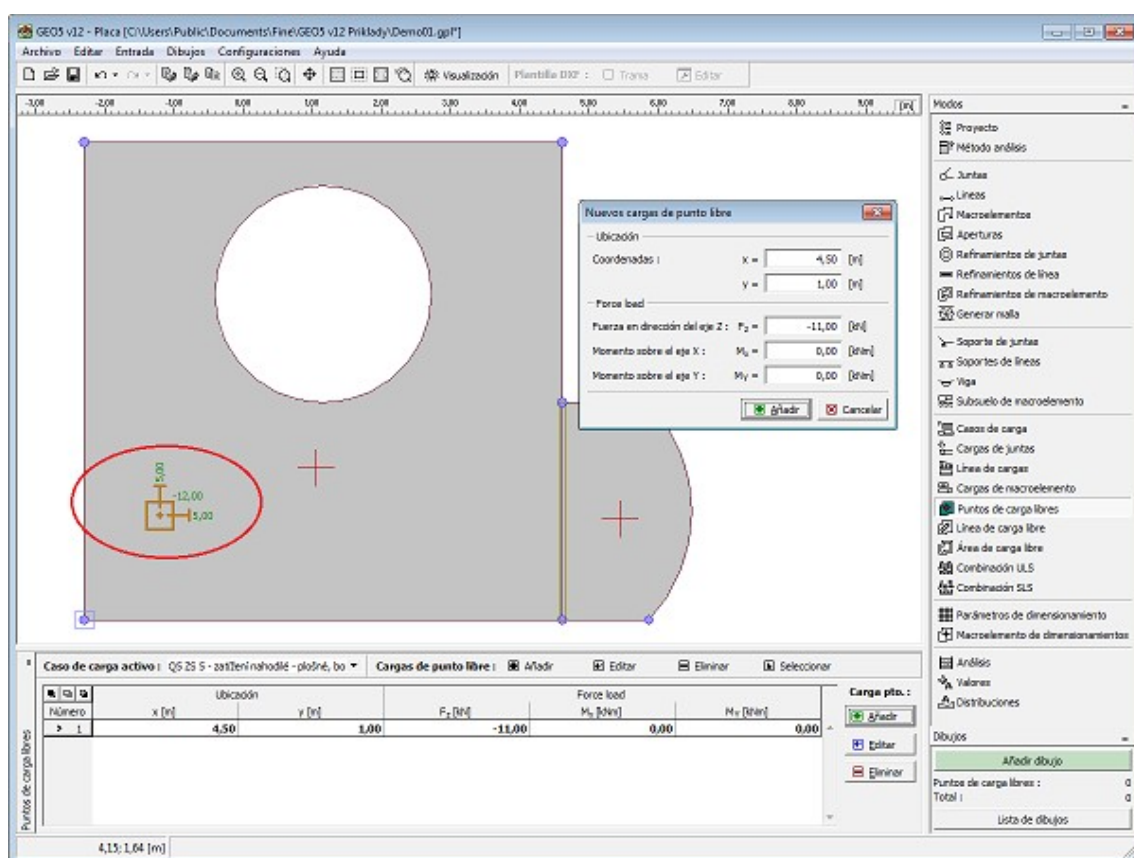 GEO5 v12 - Placa [C:\Users\Public\Documents\Fine\GEO5 v12 Priklady\Demo01.gpl*]
Archivo Editar Entrada Dibujos Configuraciones Ayuda
Visualización Plantilla DXF : Trama Editar
-3,00 -2,00 -1,00 0,00 1,00 2,00 3,00 4,00 5,00 6,00 7,00 8,00 9,00 [m]
Modos
Proyecto
Método análisis
Juntas
Lineas
Macroelementos
Aperturas
Refinamientos de juntas
Refinamientos de línea
Refinamientos de macroelemento
Generar malla
Soporte de juntas
Soportes de líneas
Viga
Subsuelo de macroelemento
Casos de carga
Cargas de juntas
Línea de cargas
Cargas de macroelemento
Puntos de carga libres
Línea de carga libre
Área de carga libre
Combinación ULS
Combinación SLS
Parámetros de dimensionamiento
Macroelemento de dimensionamientos
Análisis
Valores
Distribuciones
Nuevos cargas de punto libre
Ubicación
Coordenadas : x = 4,50 [m]
y = 1,00 [m]
Force load
Fuerza en dirección del eje Z : Fz = -11,00 [kN]
Momento sobre el eje X : Mx = 0,00 [kNm]
Momento sobre el eje Y : MY = 0,00 [kNm]
Añadir Cancelar
5,00
-12,00
5,00
Caso de carga activo : QS ZS 5 - zatížení nahodilé - plošné, bo Cargas de punto libre : Añadir Editar Eliminar Seleccionar
Número Ubicación Force load
x [m] y [m] Fz [kN] Mx [kNm] MY [kNm]
> 1 4,50 1,00 -11,00 0,00 0,00
Carga pto. :
Añadir
Editar
Eliminar
Puntos de carga libres
Dibujos
Añadir dibujo
Puntos de carga libres : 0
Total : 0
Lista de dibujos
4,15; 1,64 [m]